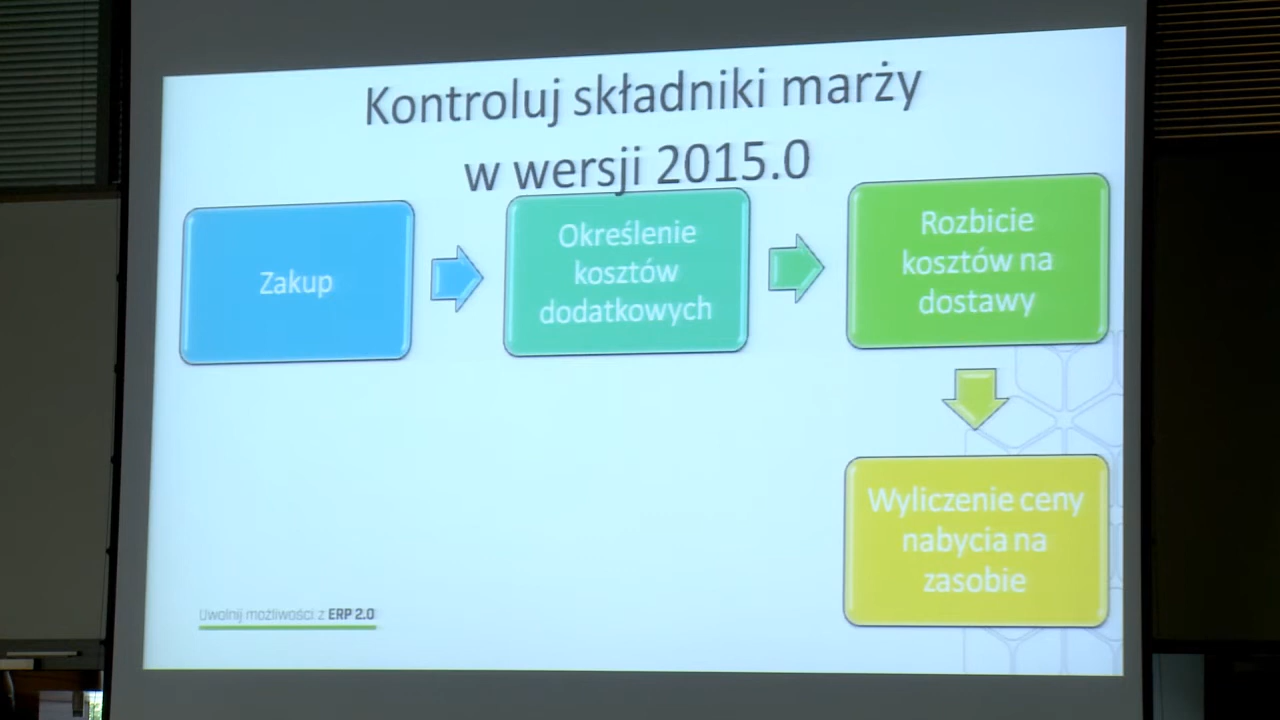 Kontroluj składniki marży
w wersji 2015.0
Zakup
Określenie
kosztów
dodatkowych
Rozbicie
kosztów na
dostawy
Wyliczenie ceny
nabycia na
zasobie
Uwolnij możliwości z ERP 2.0